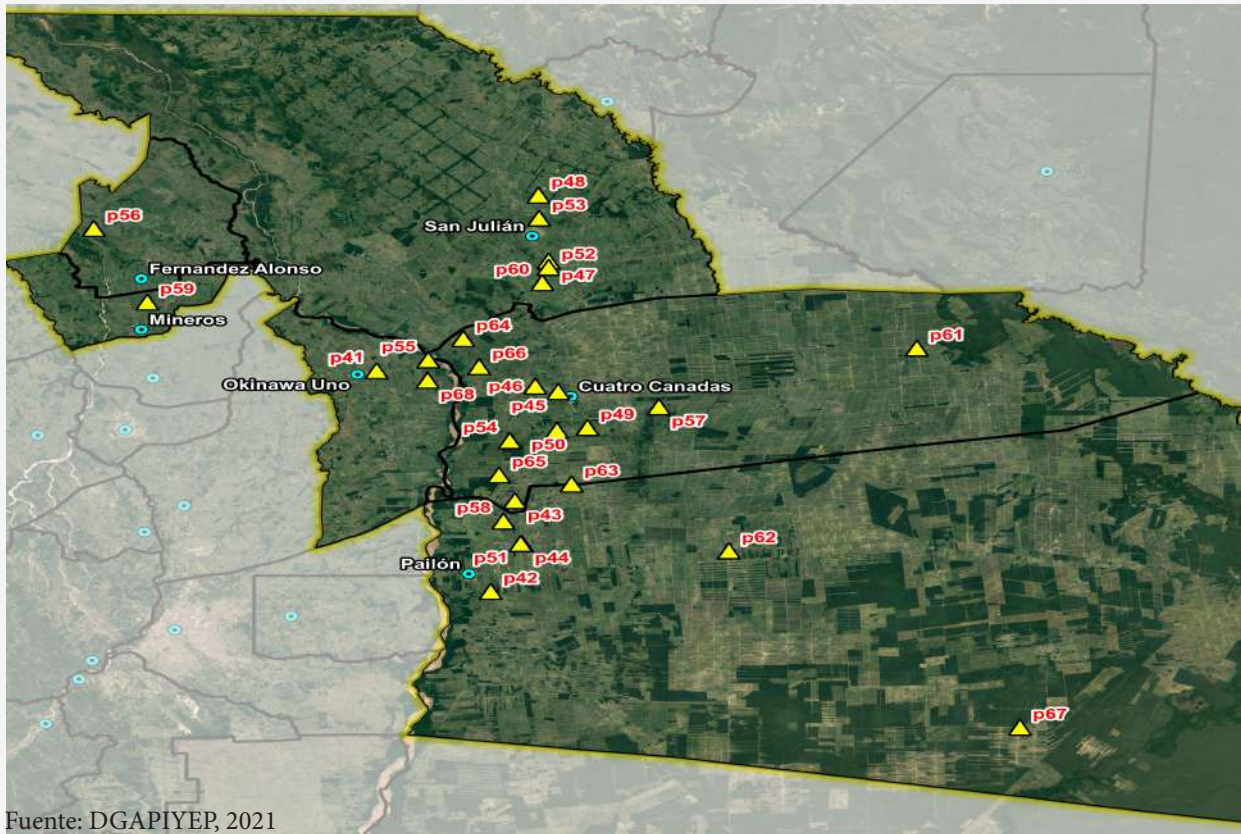 p48
p53
San Julián
p56
p52
Fernandez Alonso
p60
p47
p59
Mineros
p64
p61
p55
p41
p66
Okinawa Uno
p46
Cuatro Canadas
p68
p45
p57
p49
p54
p50
p65
p63
p58
p43
p62
p51
p44
Pailón
p42
p67
Fuente: DGAPIYEP, 2021